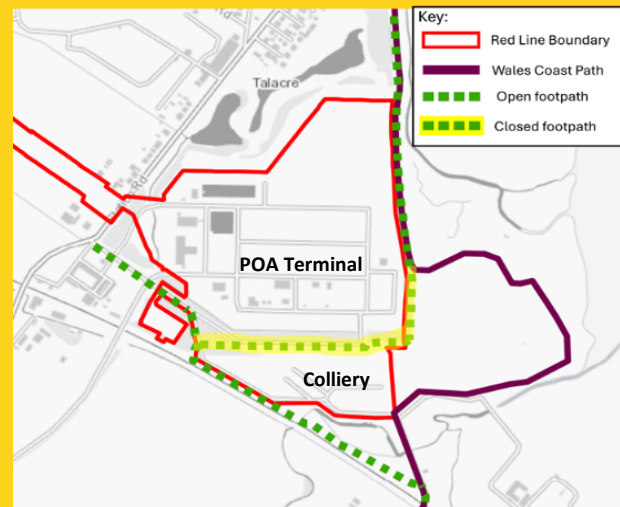 Key:
Red Line Boundary
Wales Coast Path
Open footpath
Closed footpath
Talacre
POA Terminal
Colliery